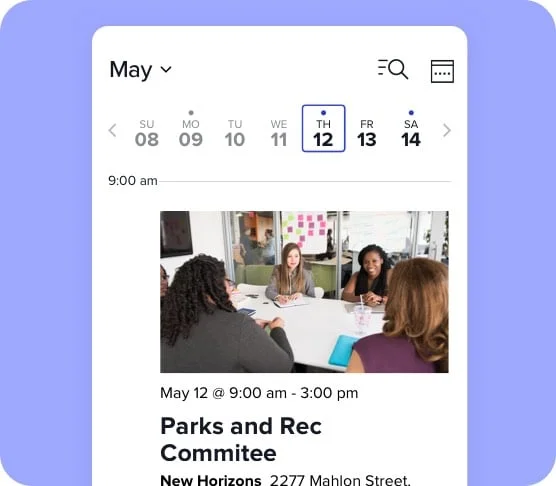 May
SU MO TU WE TH FR SA
08 09 10 11 12 13 14
9:00 am
May 12 @ 9:00 am - 3:00 pm
Parks and Rec
Commitee
New Horizons 2277 Mahlon Street,